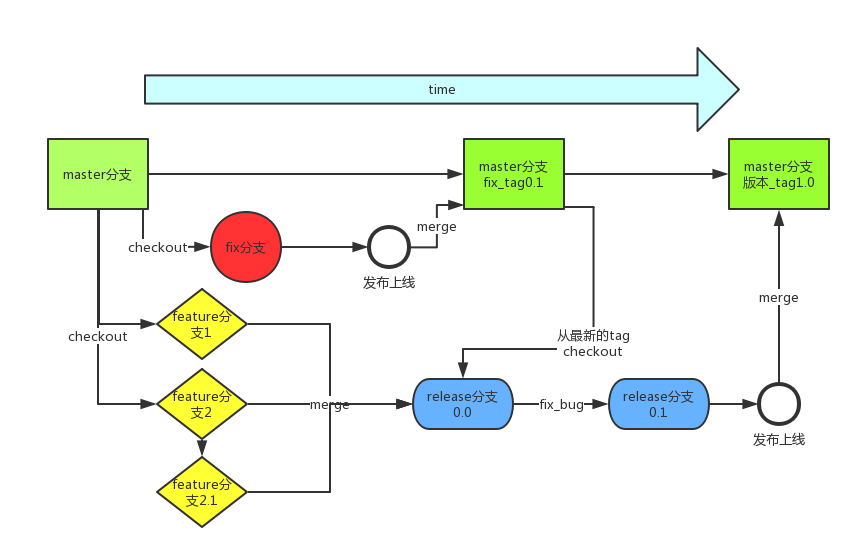 time
master分支
master分支
fix_tag0.1
master分支
版本_tag1.0
checkout
fix分支
merge
发布上线
merge
checkout
feature分
支1
从最新的tag
checkout
feature分
支2
merge
release分支
0.0
fix_bug
release分支
0.1
发布上线
feature分
支2.1